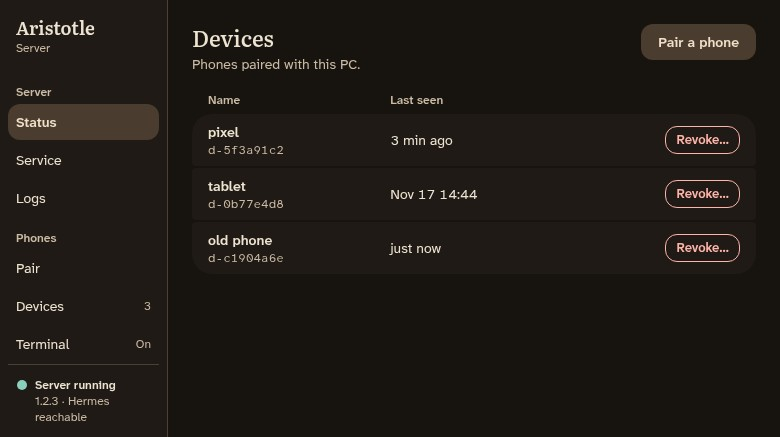 Aristotle
Server
Server
Status
Service
Logs
Phones
Pair
Devices 3
Terminal On
Server running
1.2.3 · Hermes
reachable
Devices
Phones paired with this PC.
Pair a phone
Name Last seen
pixel
d-5f3a91c2
3 min ago
Revoke…
tablet
d-0b77e4d8
Nov 17 14:44
Revoke…
old phone
d-c1904a6e
just now
Revoke…